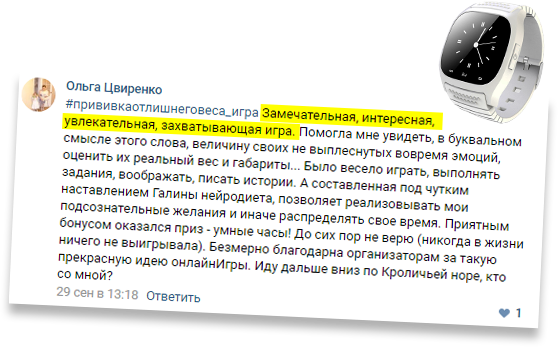 Ольга Цвиренко
#прививкаотлишнеговеса_игра Замечательная, интересная,
увлекательная, захватывающая игра. Помогла мне увидеть, в буквальном
смысле этого слова, величину своих не выплеснутых вовремя эмоций,
оценить их реальный вес и габариты... Было весело играть, выполнять
задания, воображать, писать истории. А составленная под чутким
наставлением Галины нейродиета, позволяет реализовывать мои
подсознательные желания и иначе распределять свое время. Приятным
бонусом оказался приз - умные часы! До сих пор не верю (никогда в жизни
ничего не выигрывала). Безмерно благодарна организаторам за такую
прекрасную идею онлайнИгры. Иду дальше вниз по Кроличьей норе, кто
со мной?
29 сен в 13:18 Ответить 1